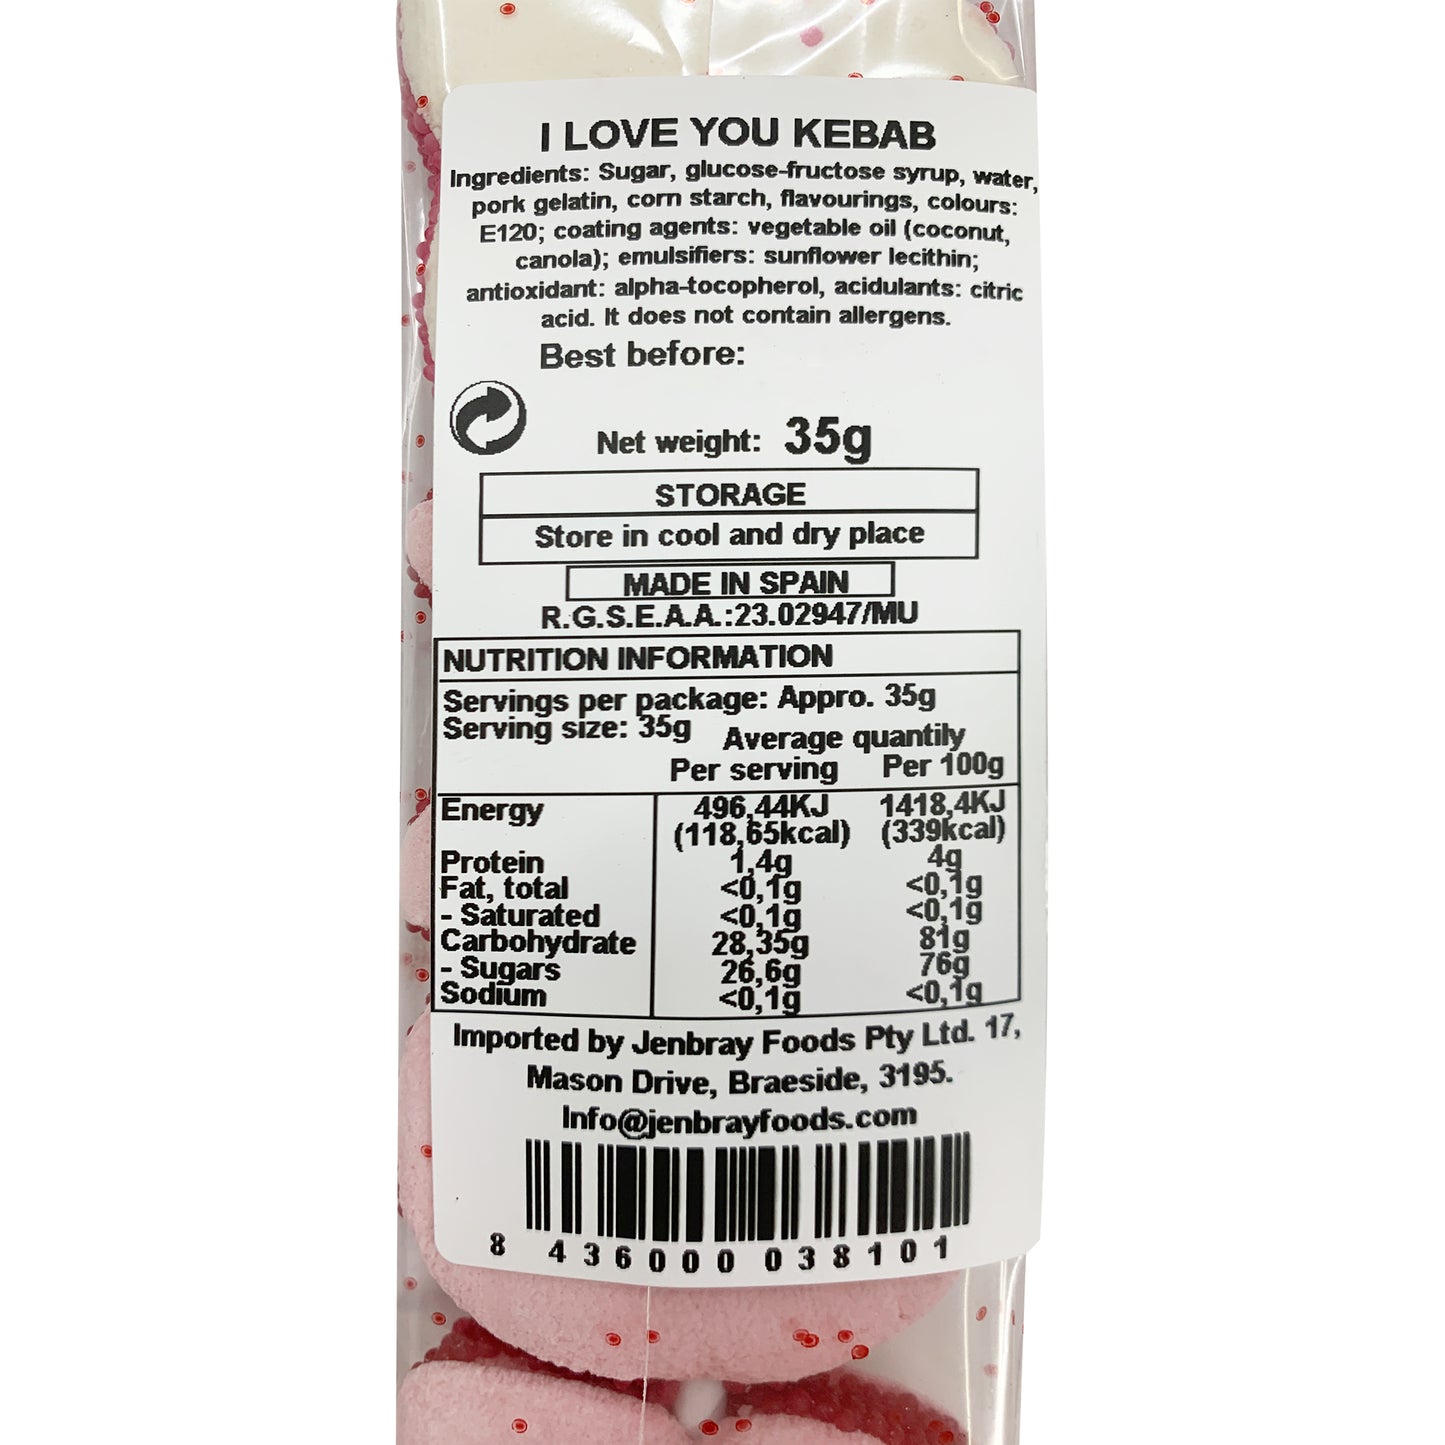 I LOVE YOU KEBAB
Ingredients: Sugar, glucose-fructose syrup, water,
pork gelatin, corn starch, flavourings, colours:
E120; coating agents: vegetable oil (coconut,
canola); emulsifiers: sunflower lecithin;
antioxidant: alpha-tocopherol, acidulants: citric
acid. It does not contain allergens.
Best before:
Net weight: 35g
STORAGE
Store in cool and dry place
MADE IN SPAIN
R.G.S.E.A.A.:23.02947/MU
NUTRITION INFORMATION
Servings per package: Appro. 35g
Serving size: 35g
Average quantily
Per serving Per 100g
Energy 496,44KJ 1418,4KJ
(118,65kcal) (339kcal)
Protein 1,4g 4g
Fat, total <0,1g <0,1g
- Saturated <0,1g <0,1g
Carbohydrate 28,35g 81g
- Sugars 26,6g 76g
Sodium <0,1g <0,1g
Imported by Jenbray Foods Pty Ltd. 17,
Mason Drive, Braeside, 3195.
Info@jenbrayfoods.com
8 436000 038101